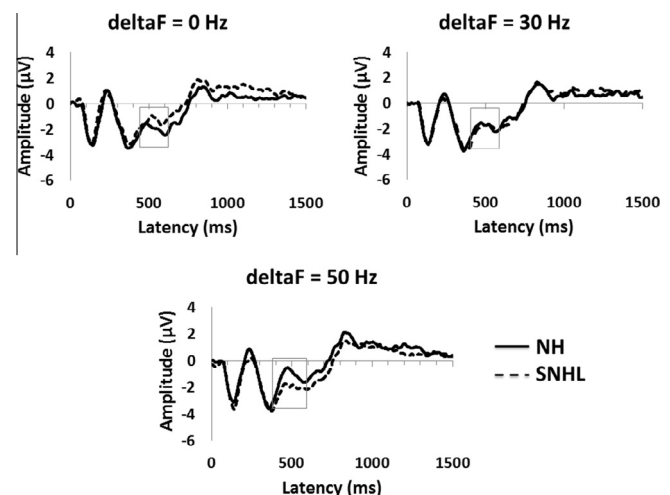 deltaF = 0 Hz
Amplitude (µV)
4
2
0
-2
-4
-6
0 500 1000 1500
Latency (ms)
deltaF = 30 Hz
Amplitude (µV)
4
2
0
-2
-4
-6
0 500 1000 1500
Latency (ms)
deltaF = 50 Hz
Amplitude (µV)
4
2
0
-2
-4
-6
0 500 1000 1500
Latency (ms)
NH
SNHL